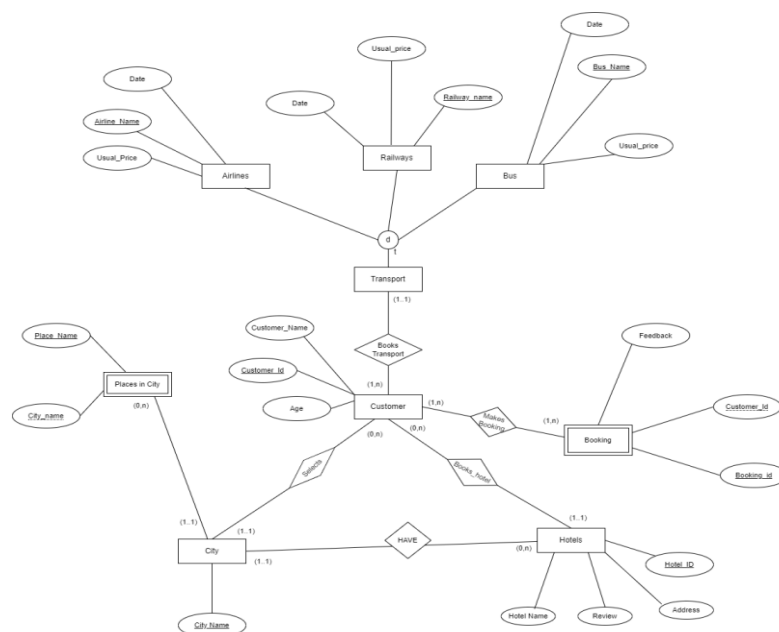 Date
Usual_price
Bus_Name
Date
Date
Railway_name
Airline_Name
Usual_Price
Railways
Usual_price
Airlines
Bus
d
1
Transport
(1..1)
Customer_Name
Place_Name
Books
Transport
Feedback
Customer_Id
Places in City
(1,n)
City_name
(0,n)
Age
Customer
(1,n)
Makes
Booking
(1,n)
Customer_Id
(0,n)
(0,n)
Booking
Selects
Books_hotel
Booking_id
(1..1)
(1..1)
(1..1)
City
HAVE
Hotels
(1..1)
(0,n)
Hotel_ID
Hotel Name
Review
Address
City Name